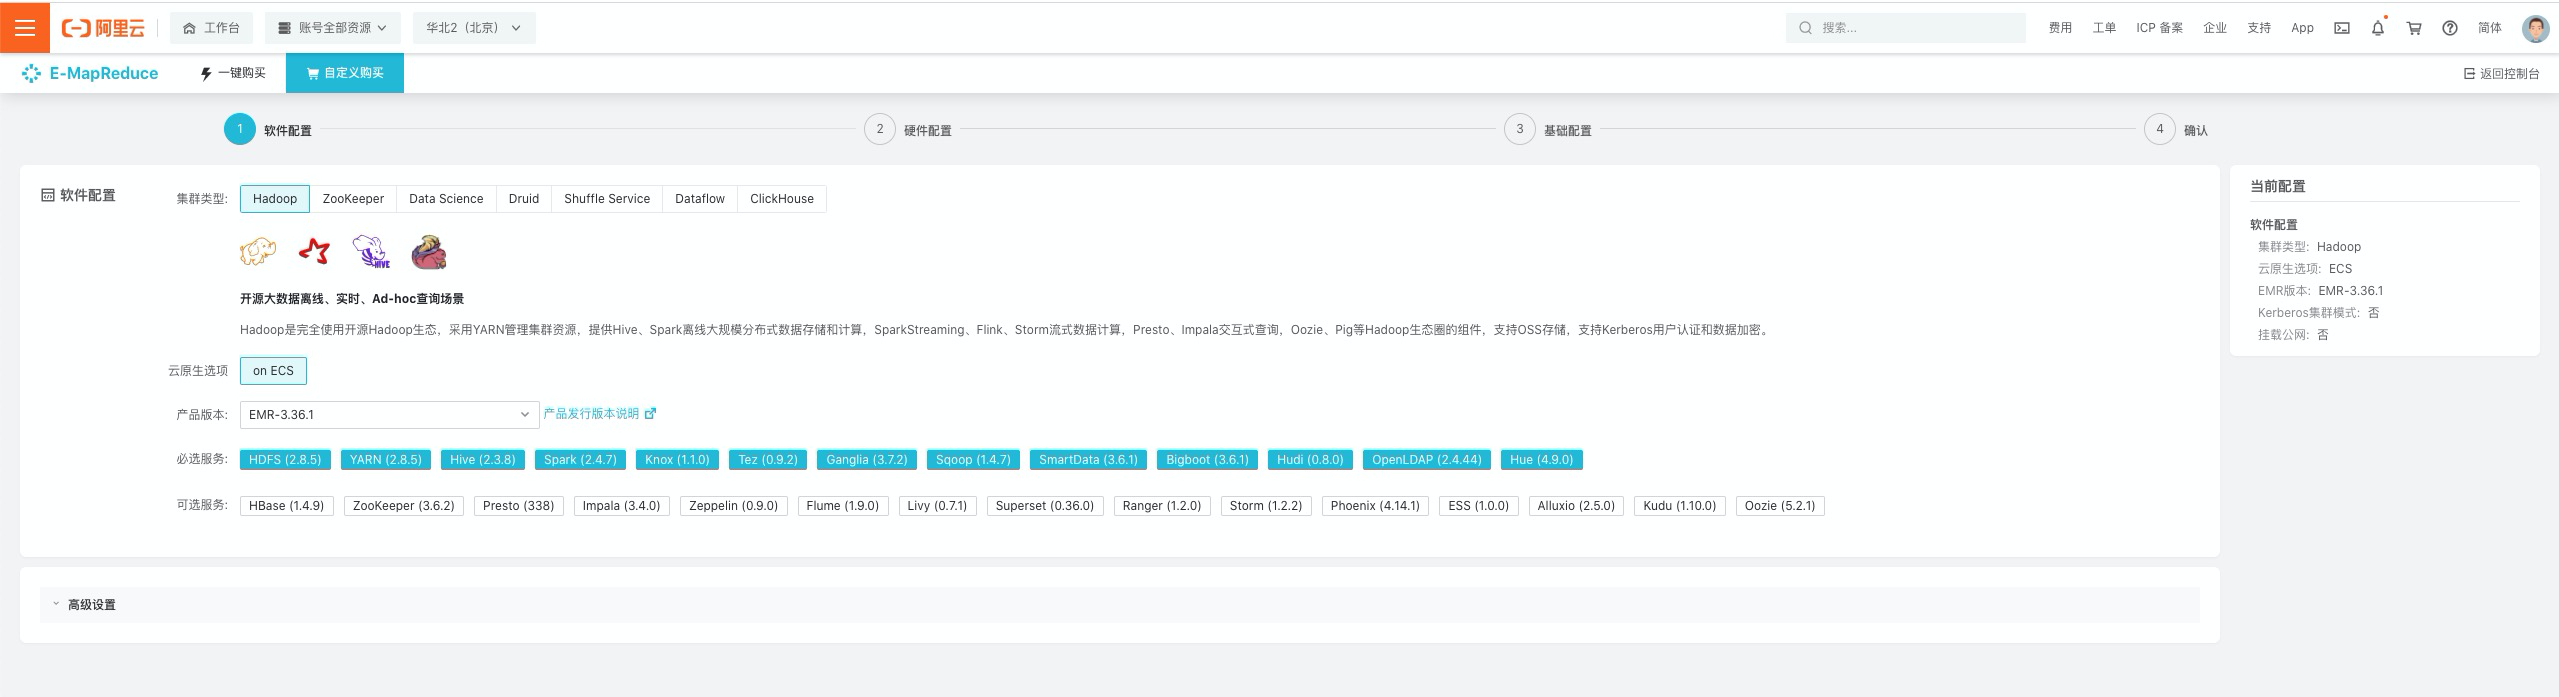 阿里云 工作台 账号全部资源 华北2（北京） 搜索... 费用 工单 ICP 备案 企业 支持 App 简体
E-MapReduce 一键购买 自定义购买 返回控制台
1 软件配置 2 硬件配置 3 基础配置 4 确认
软件配置
集群类型: Hadoop ZooKeeper Data Science Druid Shuffle Service Dataflow ClickHouse
HIVE
开源大数据离线、实时、Ad-hoc查询场景
Hadoop是完全使用开源Hadoop生态，采用YARN管理集群资源，提供Hive、Spark离线大规模分布式数据存储和计算，SparkStreaming、Flink、Storm流式数据计算，Presto、Impala交互式查询，Oozie、Pig等Hadoop生态圈的组件，支持OSS存储，支持Kerberos用户认证和数据加密。
云原生选项 on ECS
产品版本: EMR-3.36.1 产品发行版本说明
必选服务: HDFS (2.8.5) YARN (2.8.5) Hive (2.3.8) Spark (2.4.7) Knox (1.1.0) Tez (0.9.2) Ganglia (3.7.2) Sqoop (1.4.7) SmartData (3.6.1) Bigboot (3.6.1) Hudi (0.8.0) OpenLDAP (2.4.44) Hue (4.9.0)
可选服务: HBase (1.4.9) ZooKeeper (3.6.2) Presto (338) Impala (3.4.0) Zeppelin (0.9.0) Flume (1.9.0) Livy (0.7.1) Superset (0.36.0) Ranger (1.2.0) Storm (1.2.2) Phoenix (4.14.1) ESS (1.0.0) Alluxio (2.5.0) Kudu (1.10.0) Oozie (5.2.1)
高级设置
当前配置
软件配置
集群类型: Hadoop
云原生选项: ECS
EMR版本: EMR-3.36.1
Kerberos集群模式: 否
挂载公网: 否